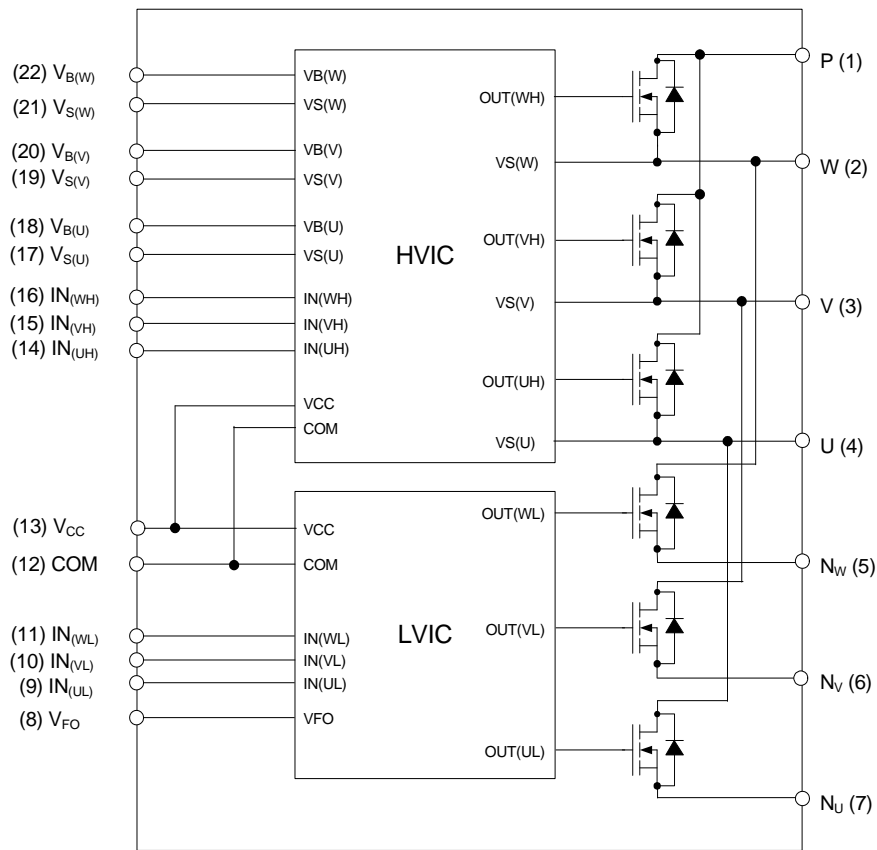 (22) VB(W)
(21) VS(W)
(20) VB(V)
(19) VS(V)
(18) VB(U)
(17) VS(U)
(16) IN(WH)
(15) IN(VH)
(14) IN(UH)
(13) VCC
(12) COM
(11) IN(WL)
(10) IN(VL)
(9) IN(UL)
(8) VFO
VB(W)
VS(W)
VB(V)
VS(V)
VB(U)
VS(U)
IN(WH)
IN(VH)
IN(UH)
VCC
COM
HVIC
OUT(WH)
VS(W)
OUT(VH)
VS(V)
OUT(UH)
VS(U)
VCC
COM
IN(WL)
IN(VL)
IN(UL)
VFO
LVIC
OUT(WL)
OUT(VL)
OUT(UL)
P (1)
W (2)
V (3)
U (4)
NW (5)
NV (6)
NU (7)